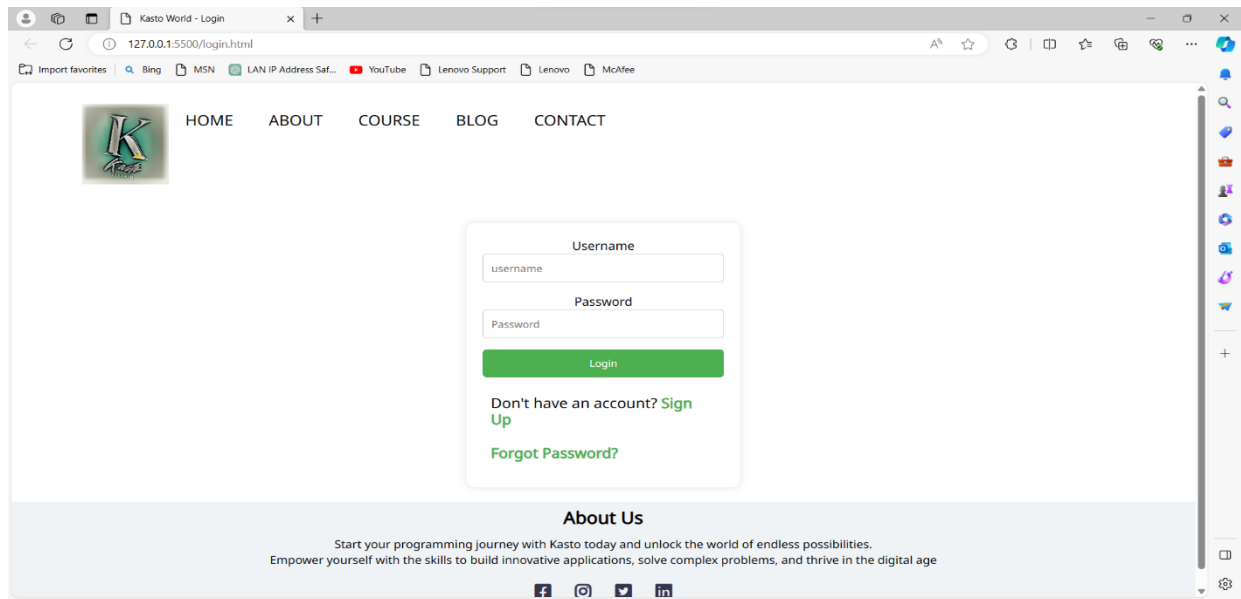 Kasto World - Login
127.0.0.1:5500/login.html
Import favorites Bing MSN LAN IP Address Saf... YouTube Lenovo Support Lenovo McAfee
K
Kasto
HOME ABOUT COURSE BLOG CONTACT
Username
username
Password
Password
Login
Don't have an account? Sign
Up
Forgot Password?
About Us
Start your programming journey with Kasto today and unlock the world of endless possibilities.
Empower yourself with the skills to build innovative applications, solve complex problems, and thrive in the digital age